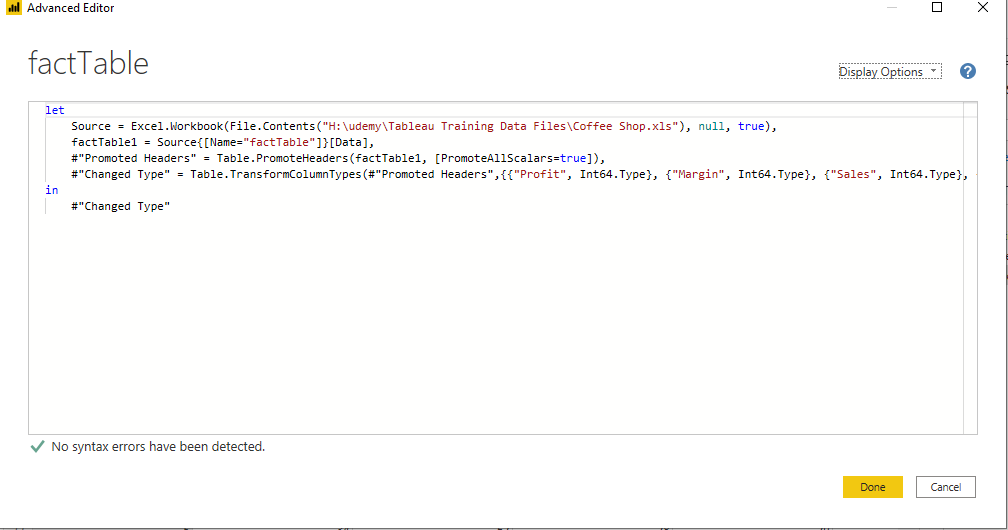 Advanced Editor
factTable
Display Options
?
let
Source = Excel.Workbook(File.Contents("H:\udemy\Tableau Training Data Files\Coffee Shop.xls"), null, true),
factTable1 = Source{[Name="factTable"]}[Data],
#"Promoted Headers" = Table.PromoteHeaders(factTable1, [PromoteAllScalars=true]),
#"Changed Type" = Table.TransformColumnTypes(#"Promoted Headers",{{"Profit", Int64.Type}, {"Margin", Int64.Type}, {"Sales", Int64.Type},
in
#"Changed Type"
No syntax errors have been detected.
Done
Cancel